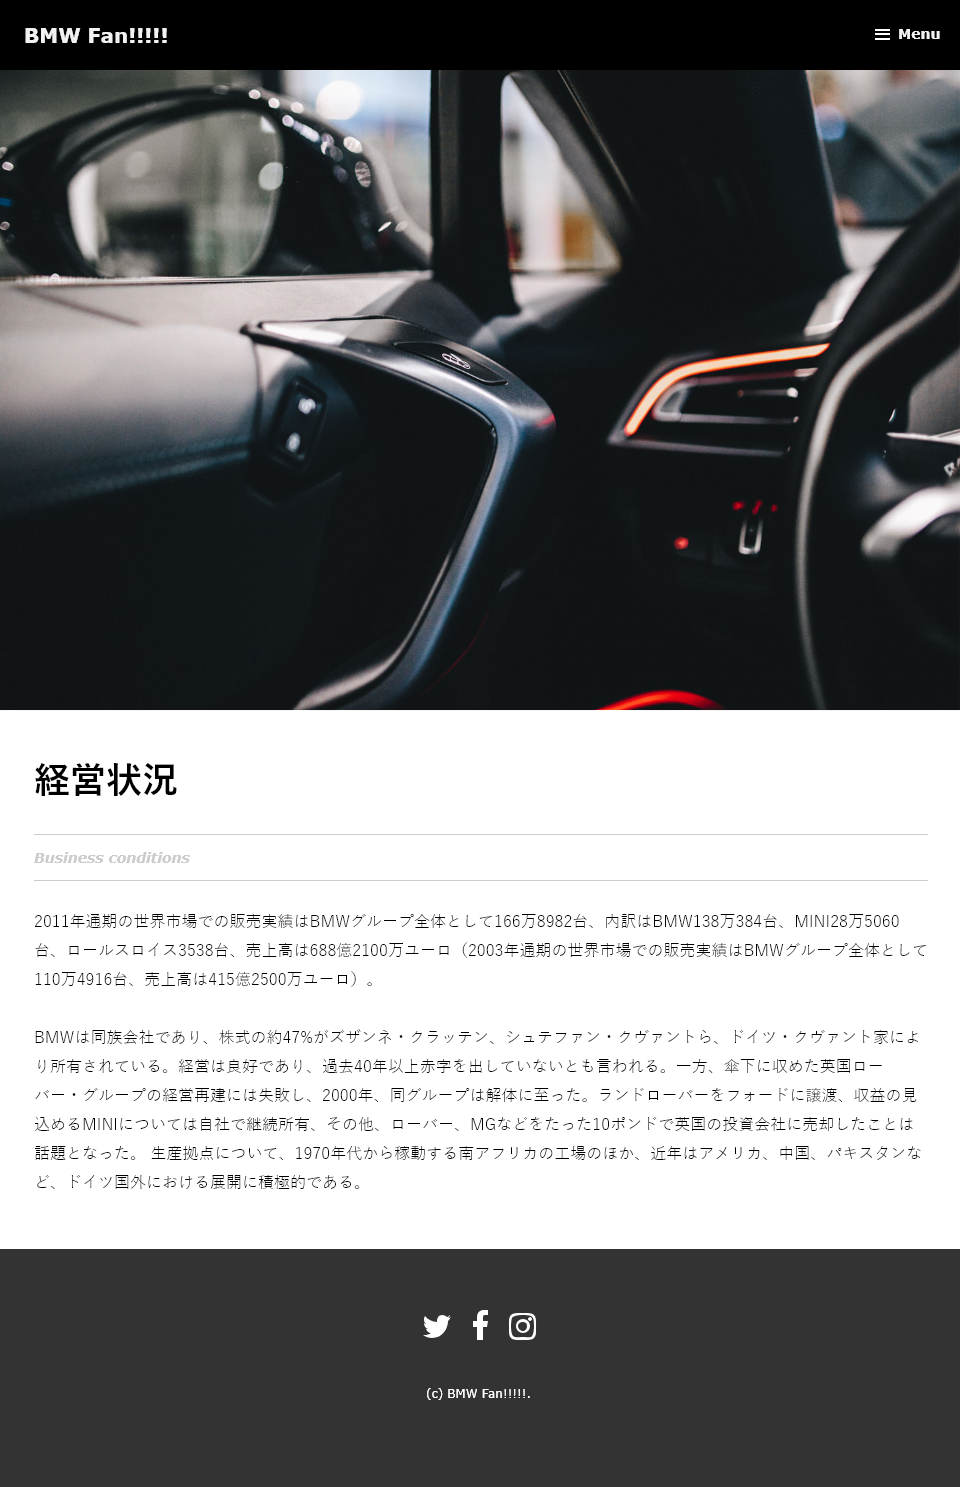 BMW Fan!!!!!
Menu
経営状況
Business conditions
2011年通期の世界市場での販売実績はBMWグループ全体として166万8982台、内訳はBMW138万384台、MINI28万5060
台、ロールスロイス3538台、売上高は688億2100万ユーロ（2003年通期の世界市場での販売実績はBMWグループ全体として
110万4916台、売上高は415億2500万ユーロ）。
BMWは同族会社であり、株式の約47%がズザンネ・クラッテン、シュテファン・クヴァントら、ドイツ・クヴァント家によ
り所有されている。経営は良好であり、過去40年以上赤字を出していないとも言われる。一方、傘下に収めた英国ロー
バー・グループの経営再建には失敗し、2000年、同グループは解体に至った。ランドローバーをフォードに譲渡、収益の見
込めるMINIについては自社で継続所有、その他、ローバー、MGなどをたった10ポンドで英国の投資会社に売却したことは
話題となった。 生産拠点について、1970年代から稼動する南アフリカの工場のほか、近年はアメリカ、中国、パキスタンな
ど、ドイツ国外における展開に積極的である。
(c) BMW Fan!!!!!.